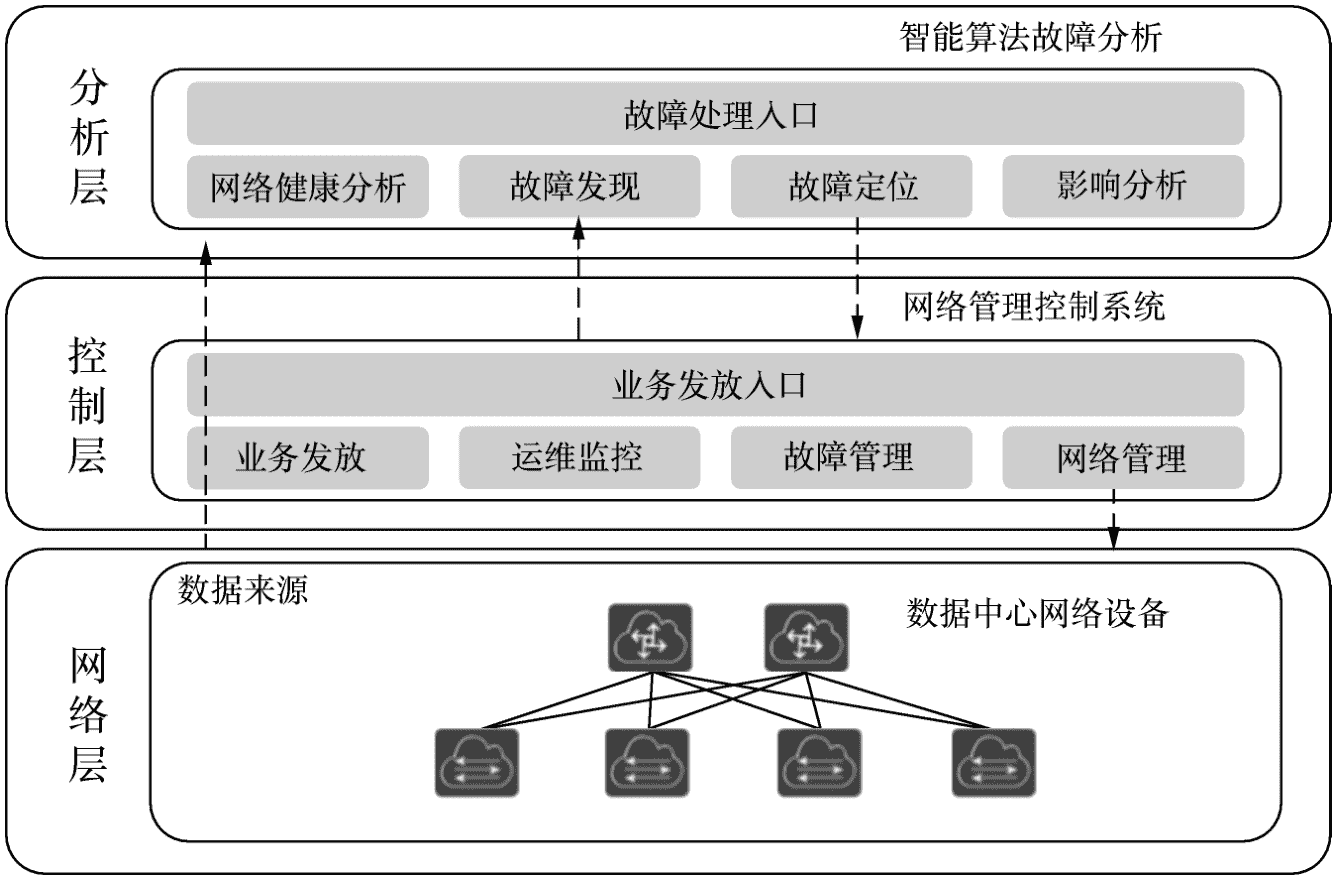 智能算法故障分析
分析层
故障处理入口
网络健康分析
故障发现
故障定位
影响分析
网络管理控制系统
控制层
业务发放入口
业务发放
运维监控
故障管理
网络管理
数据来源
数据中心网络设备
网络层